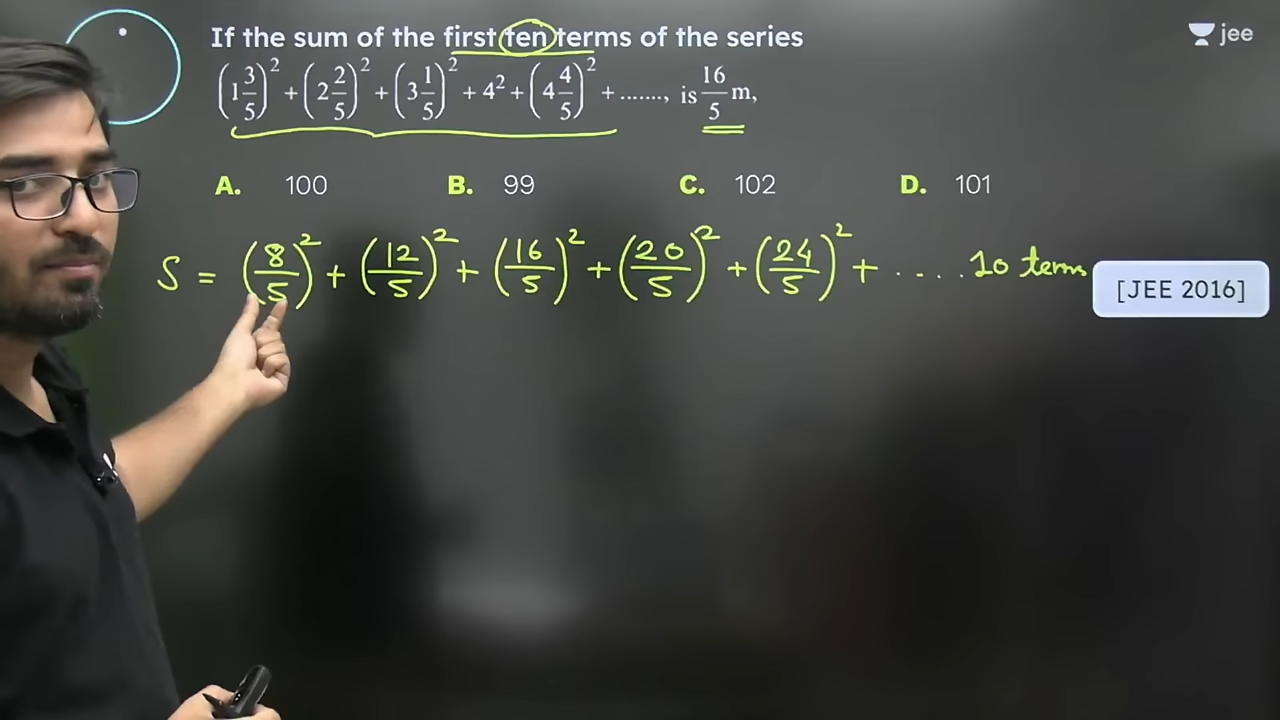 If the sum of the first ten terms of the series
jee
(1 3/5)² + (2 2/5)² + (3 1/5)² + 4² + (4 4/5)² + ......., is 16/5 m,
A. 100 B. 99 C. 102 D. 101
S = (8/5)² + (12/5)² + (16/5)² + (20/5)² + (24/5)² + .... 10 terms
[JEE 2016]